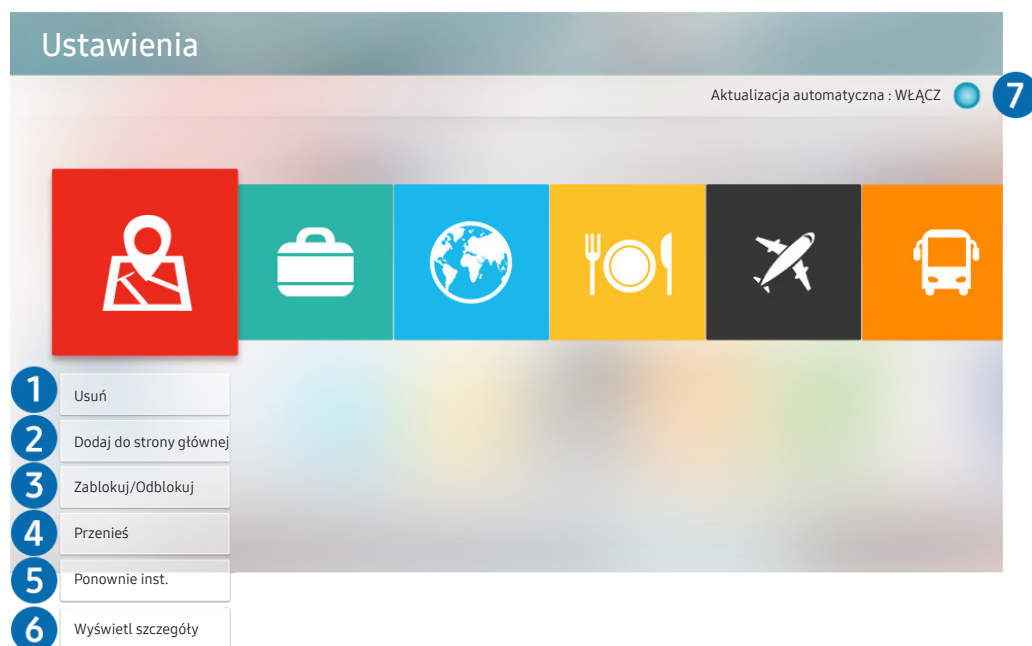 Ustawienia
Aktualizacja automatyczna : WŁĄCZ
7
1
Usuń
2
Dodaj do strony głównej
3
Zablokuj/Odblokuj
4
Przenieś
5
Ponownie inst.
6
Wyświetl szczegóły